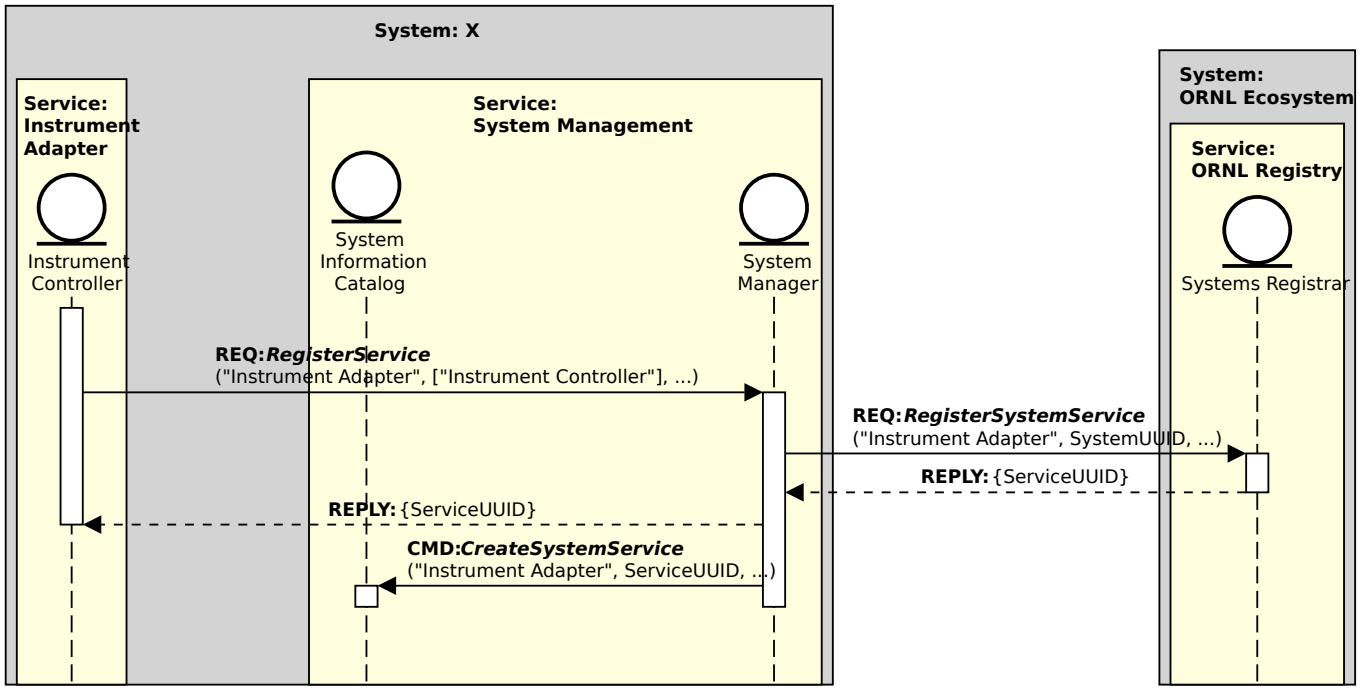 System: X
Service:
Instrument
Adapter
Instrument
Controller
Service:
System Management
System
Information
Catalog
System
Manager
System:
ORNL Ecosystem
Service:
ORNL Registry
Systems Registrar
REQ:RegisterService
("Instrument Adapter", ["Instrument Controller"], ...)
REQ:RegisterSystemService
("Instrument Adapter", SystemUUID, ...)
REPLY: {ServiceUUID}
REPLY: {ServiceUUID}
CMD:CreateSystemService
("Instrument Adapter", ServiceUUID, ...)